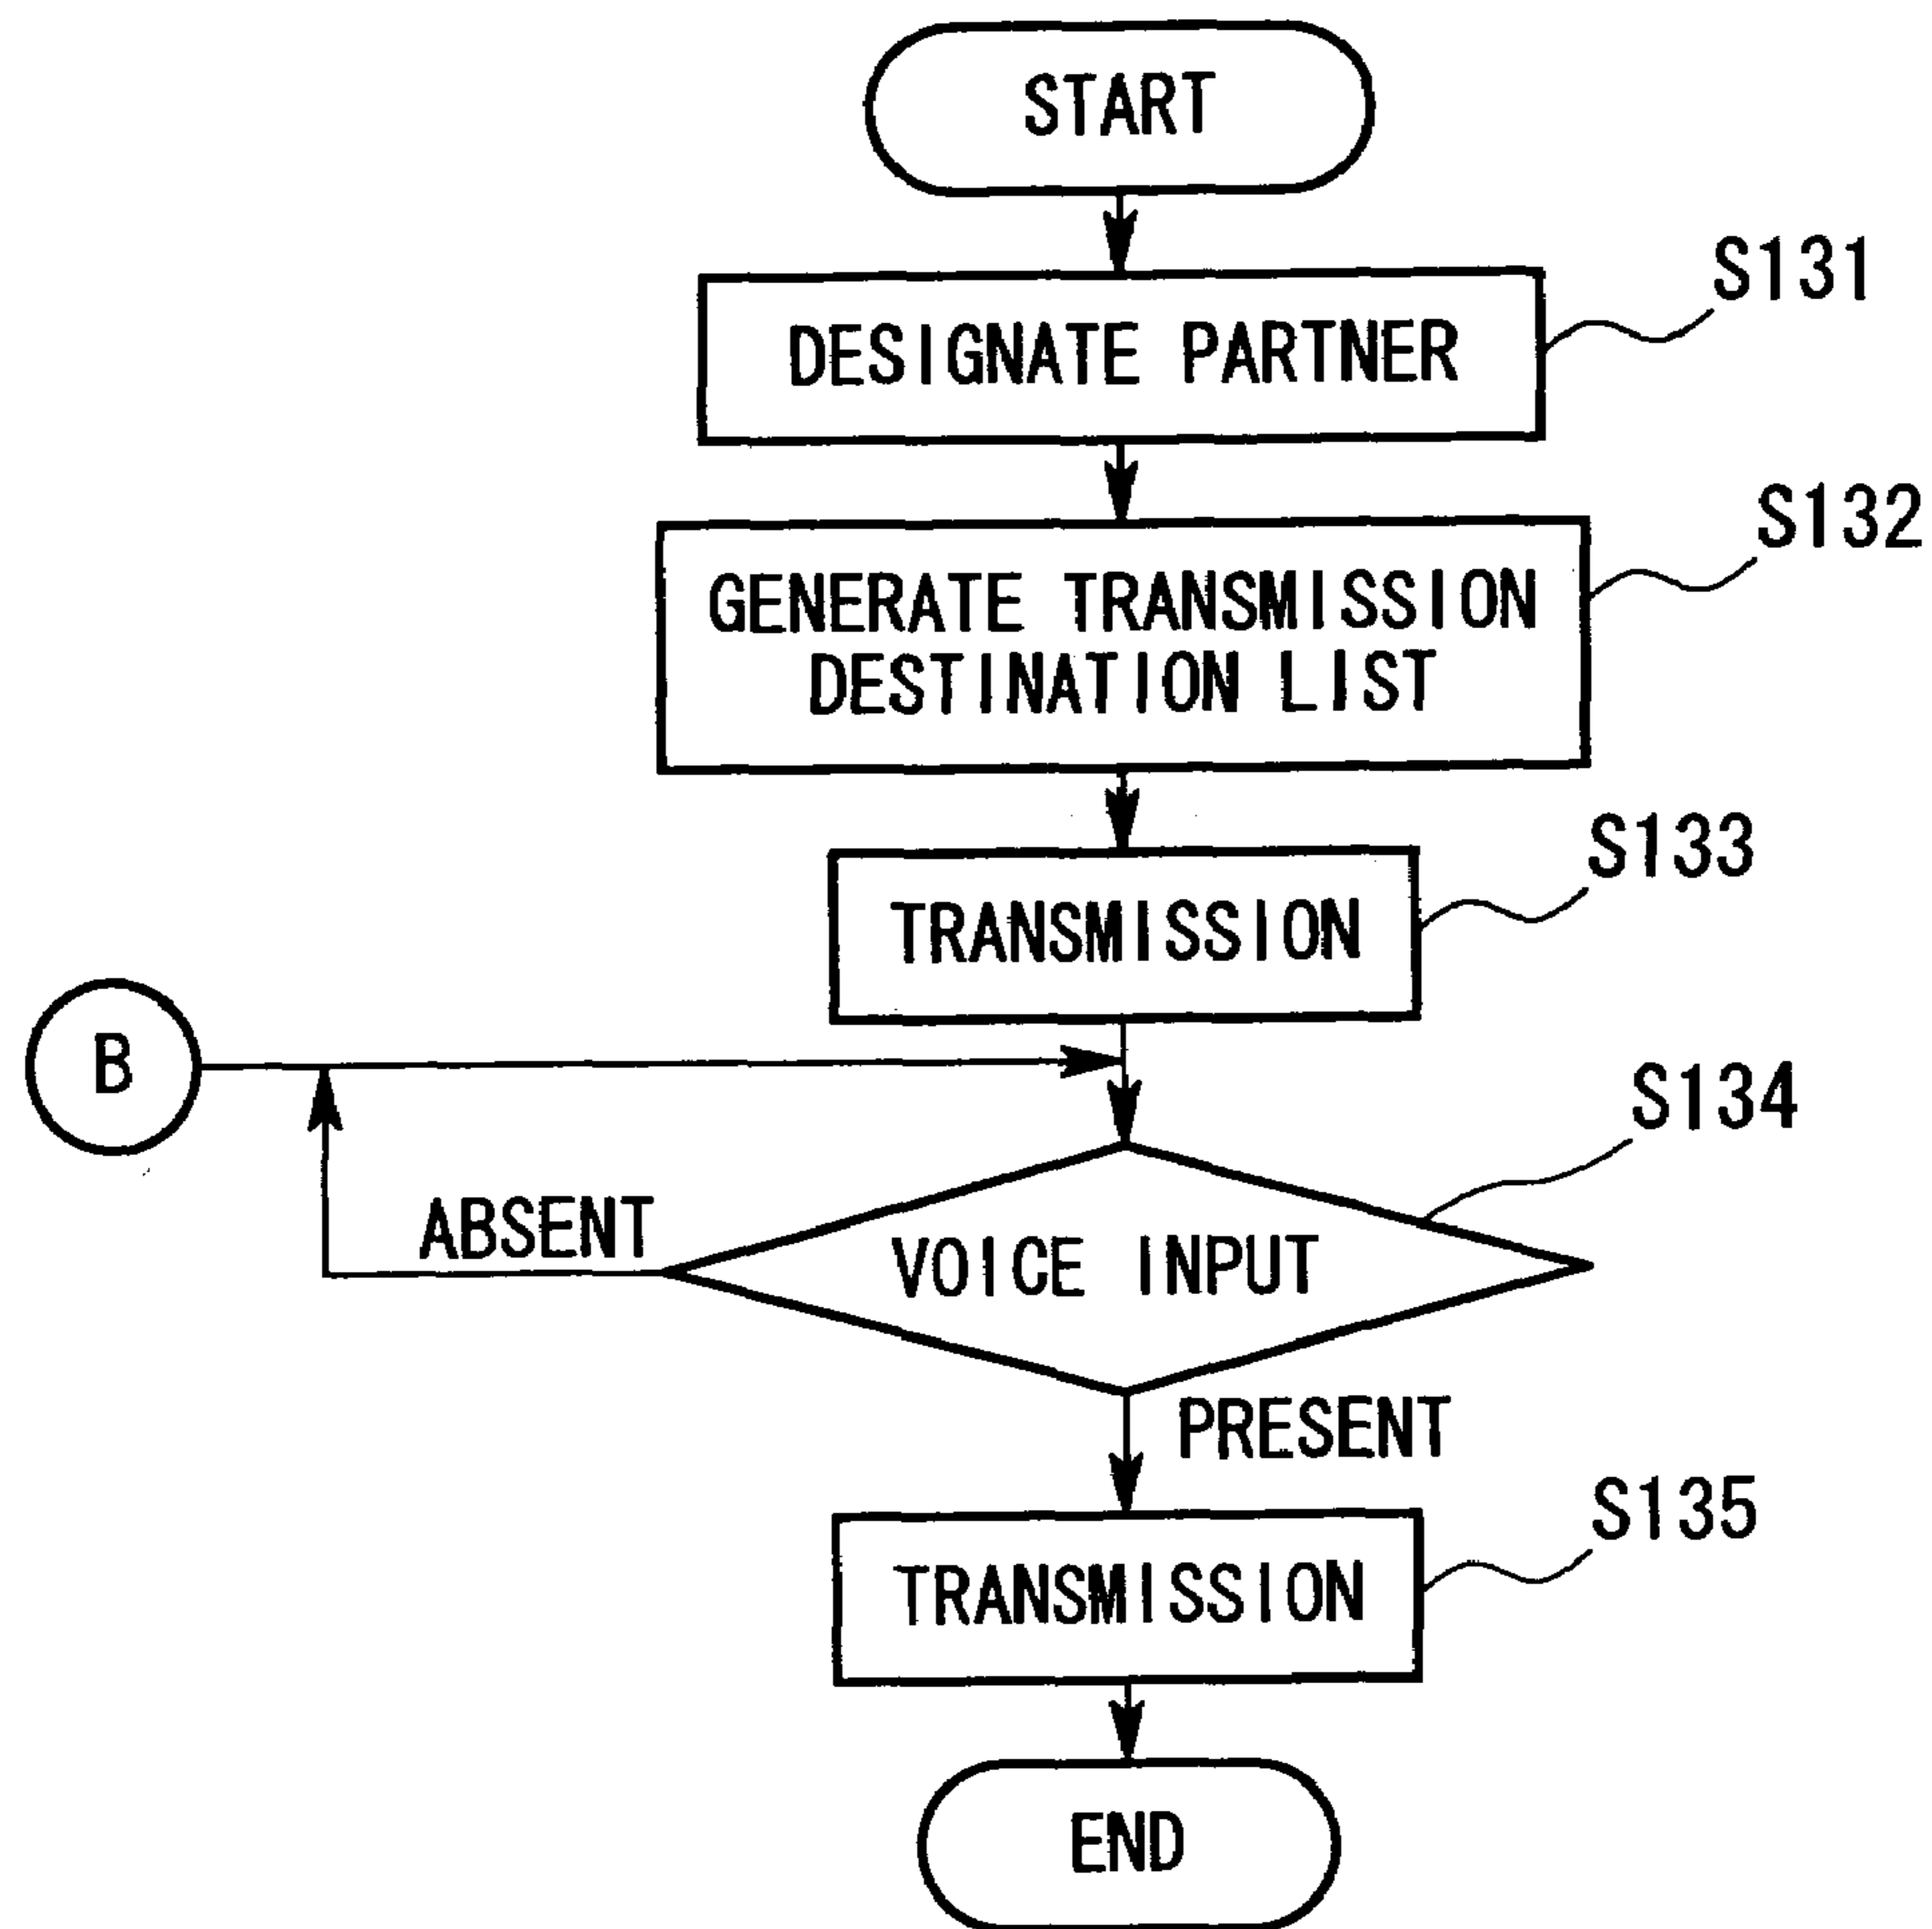 START
S131
DESIGNATE PARTNER
S132
GENERATE TRANSMISSION
DESTINATION LIST
S133
TRANSMISSION
B
S134
ABSENT
VOICE INPUT
PRESENT
S135
TRANSMISSION
END